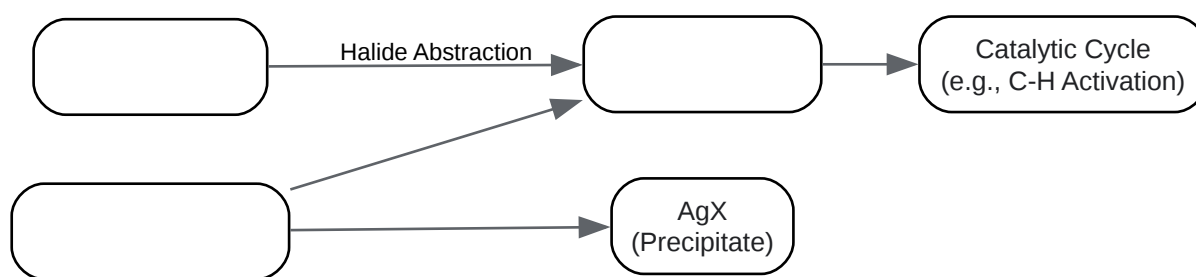 Halide Abstraction
Catalytic Cycle
(e.g., C-H Activation)
AgX
(Precipitate)